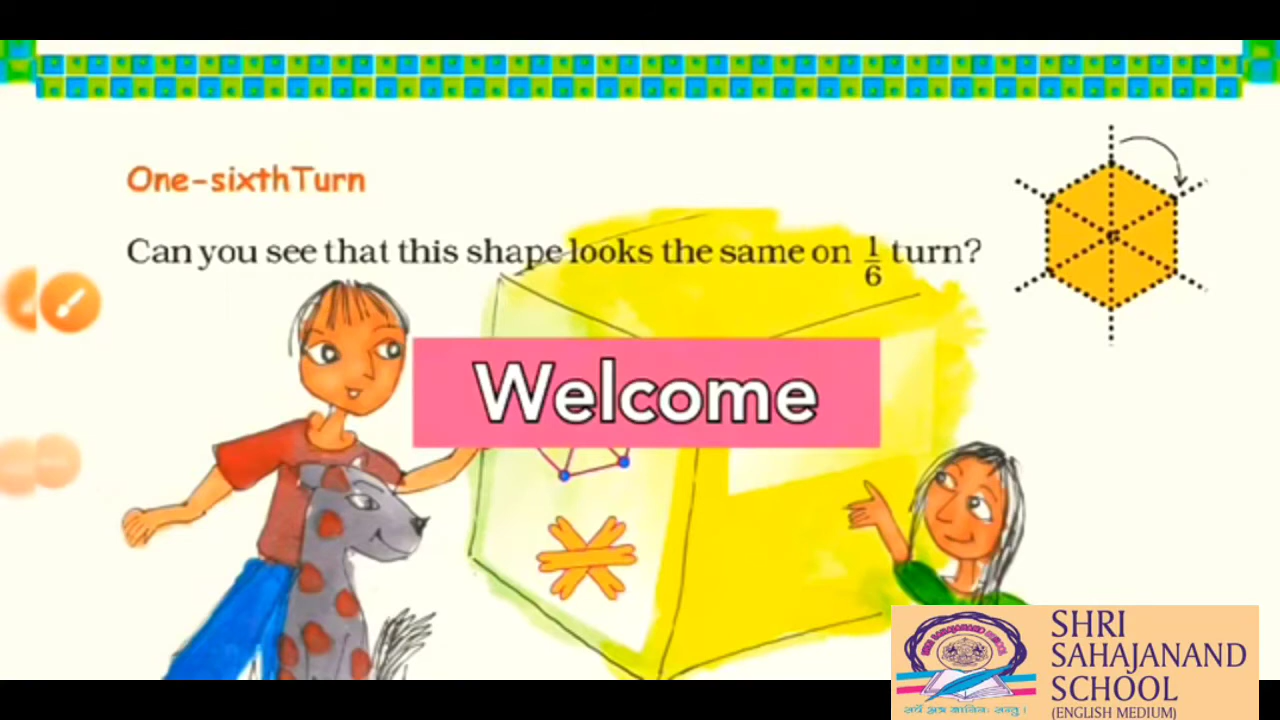 One-sixthTurn
Can you see that this shape looks the same on 1/6 turn?
Welcome
SHRI
SAHAJANAND
SCHOOL
(ENGLISH MEDIUM)